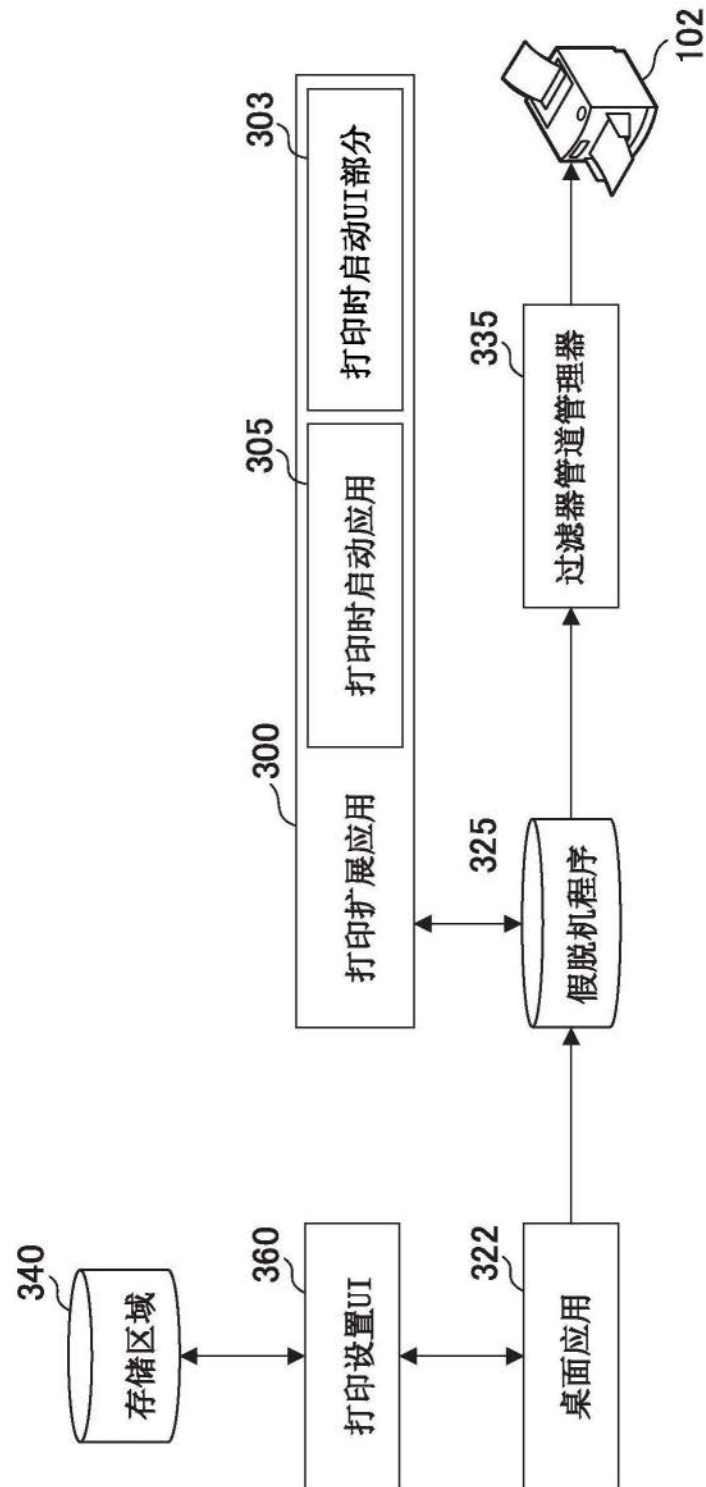 340
存储区域
360
打印设置UI
322
桌面应用
300
打印扩展应用
305
打印时启动应用
303
打印时启动UI部分
325
假脱机程序
335
过滤器管道管理器
102